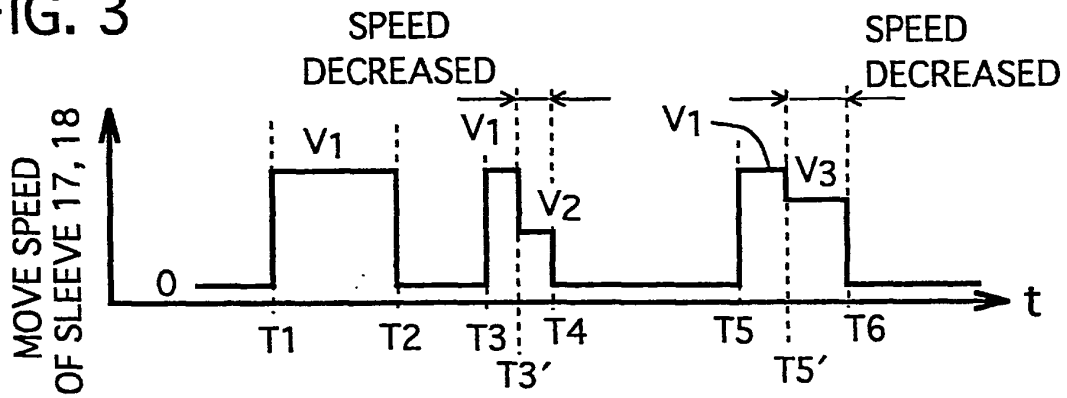 FIG. 3
SPEED
DECREASED
SPEED
DECREASED
MOVE SPEED
OF SLEEVE 17, 18
V1
V1
V2
V1
V3
0
t
T1
T2
T3
T3′
T4
T5
T5′
T6